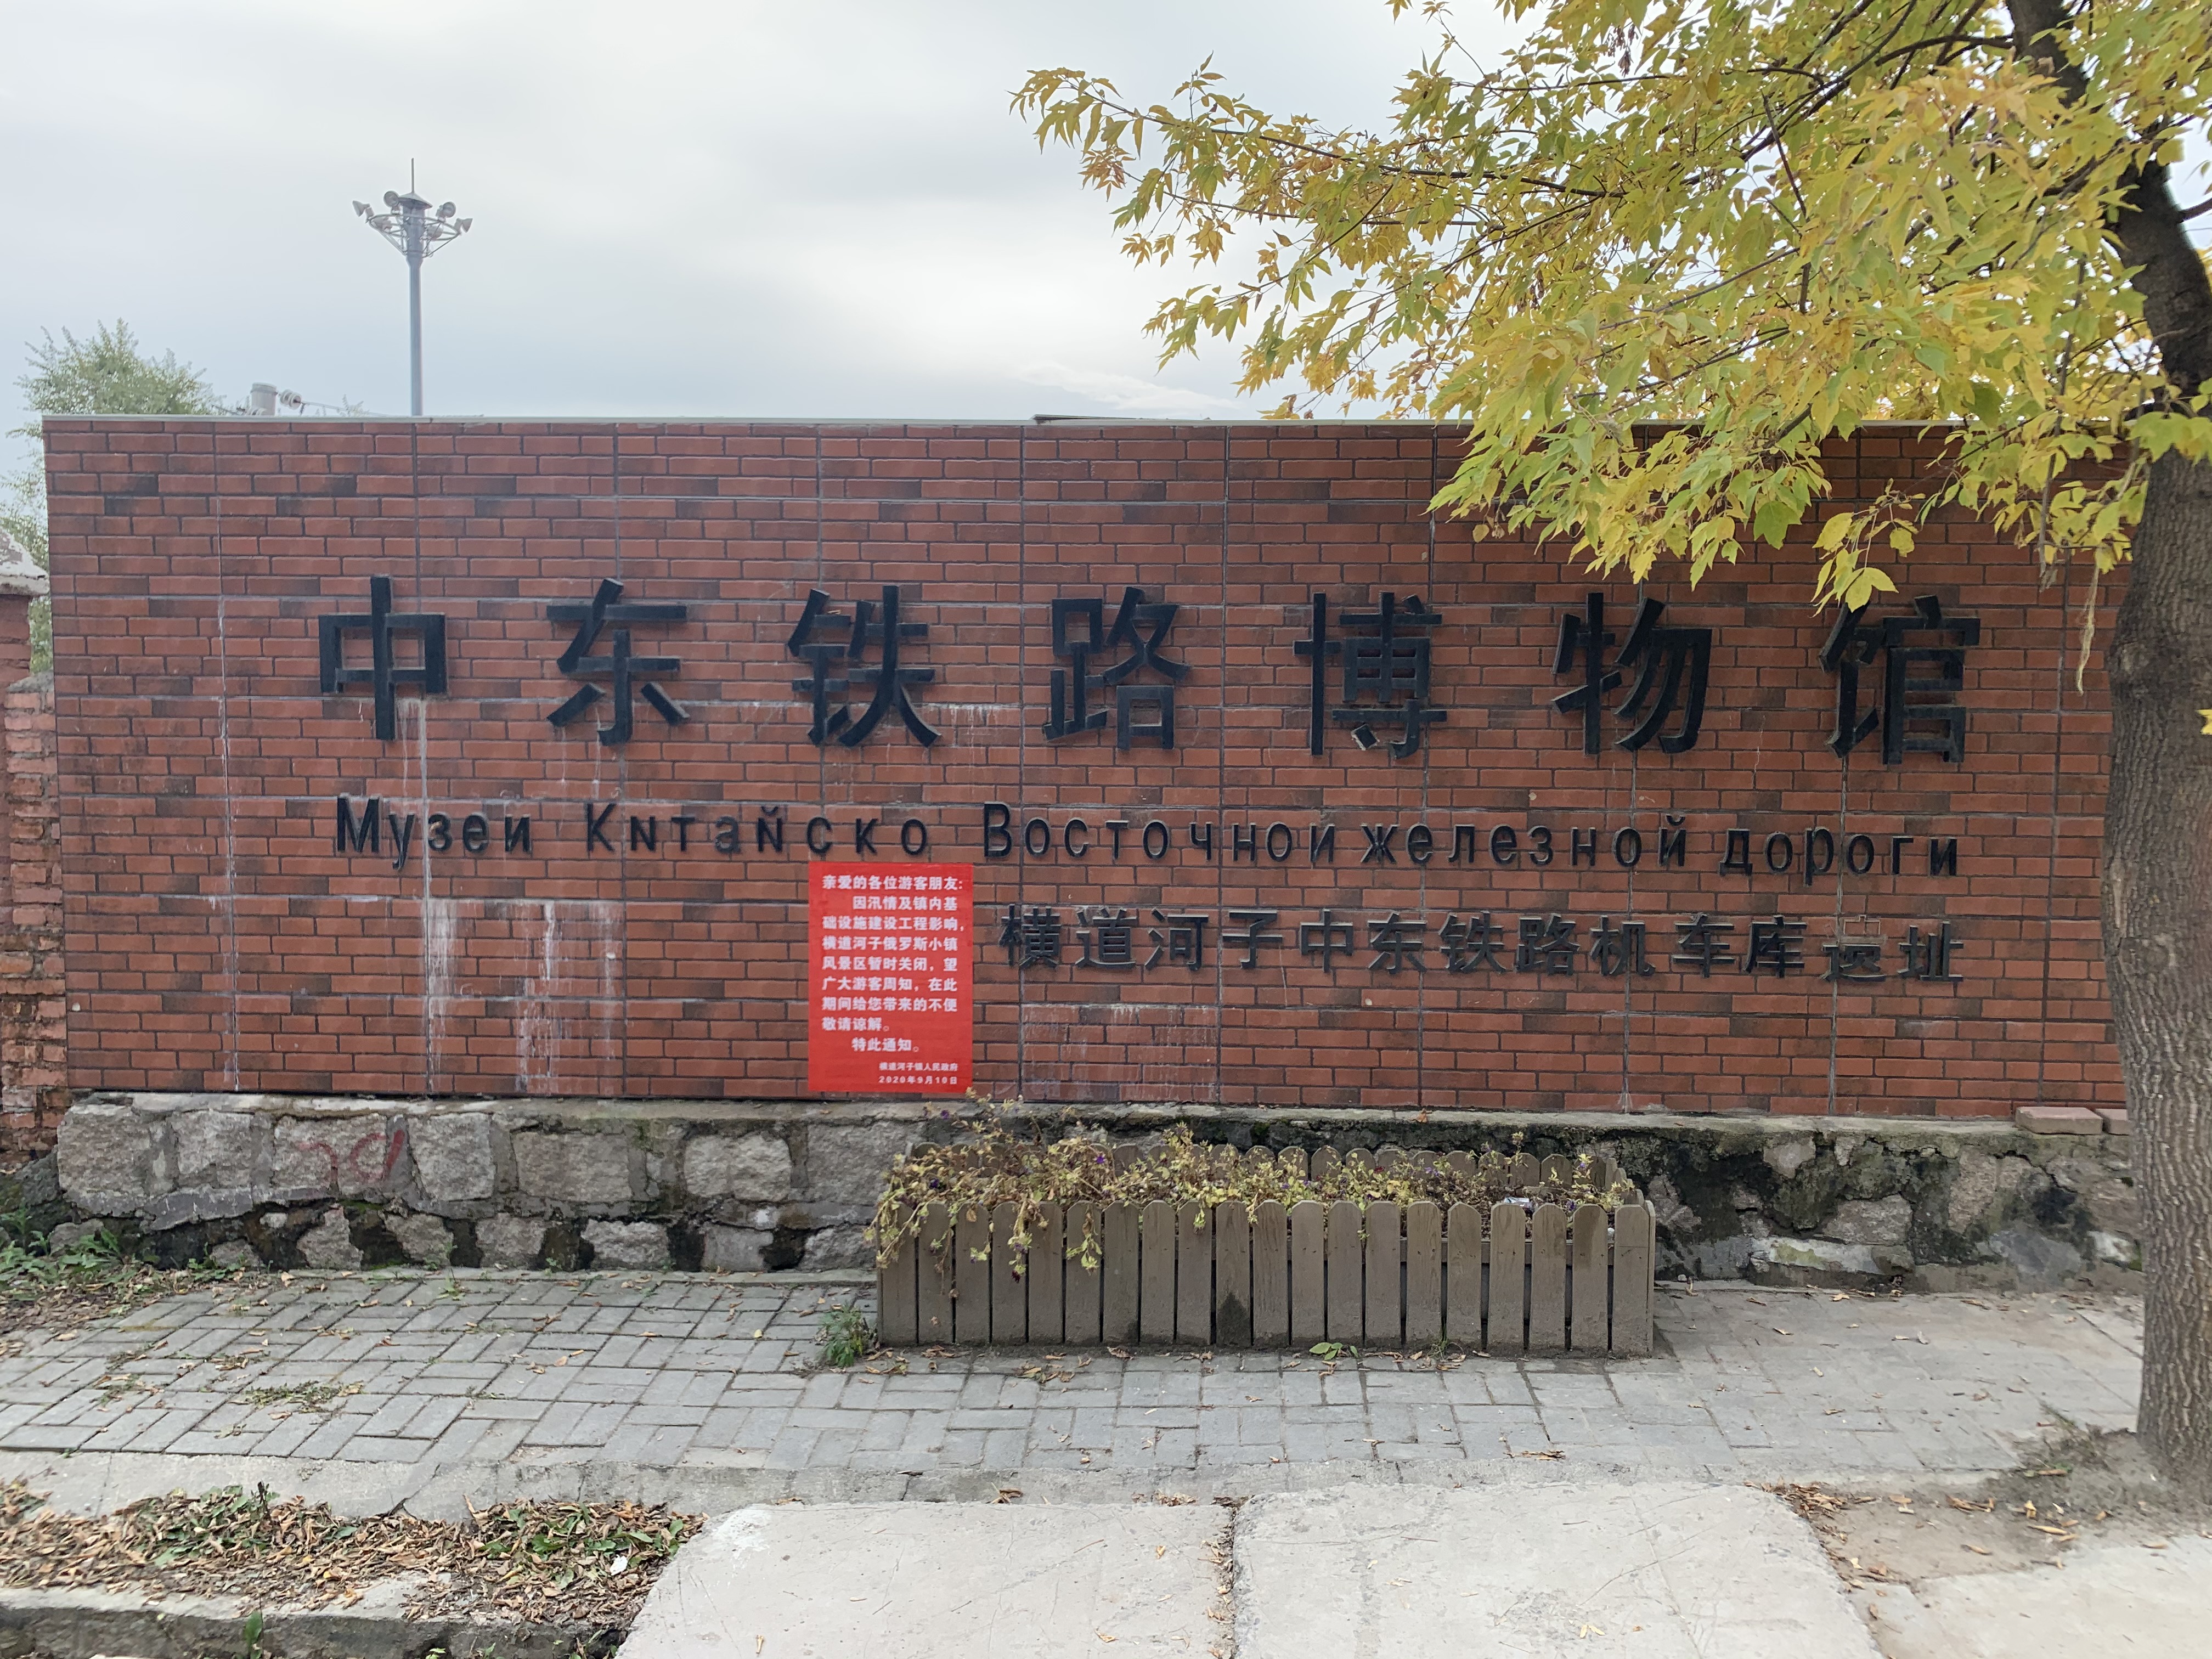 中东铁路博物馆
Музеи КNтaйско Восточнои железной дороги
横道河子中东铁路机车库遗址
亲爱的各位游客朋友:
因汛情及镇内基
础设施建设工程影响,
横道河子俄罗斯小镇
风景区暂时关闭,望
广大游客周知,在此
期间给您带来的不便
敬请谅解。
特此通知。
横道河子镇人民政府
2020年9月10日